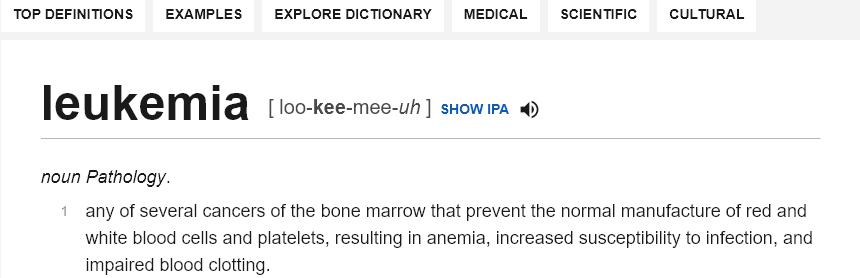 TOP DEFINITIONS EXAMPLES EXPLORE DICTIONARY MEDICAL SCIENTIFIC CULTURAL
leukemia [ loo-kee-mee-uh ] SHOW IPA
noun Pathology.
1 any of several cancers of the bone marrow that prevent the normal manufacture of red and
white blood cells and platelets, resulting in anemia, increased susceptibility to infection, and
impaired blood clotting.